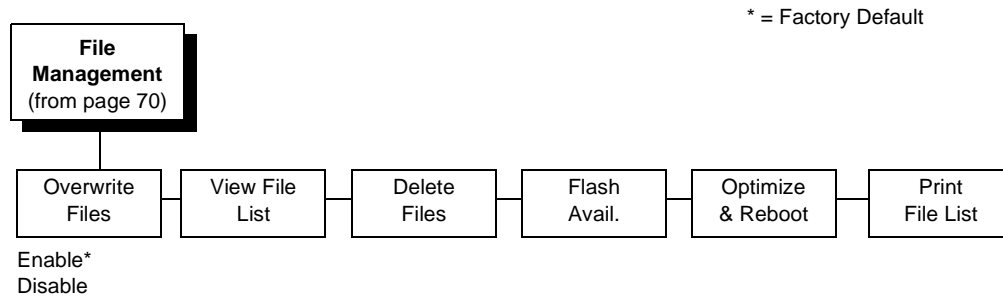 * = Factory Default
File
Management
(from page 70)
Overwrite
Files
View File
List
Delete
Files
Flash
Avail.
Optimize
& Reboot
Print
File List
Enable*
Disable